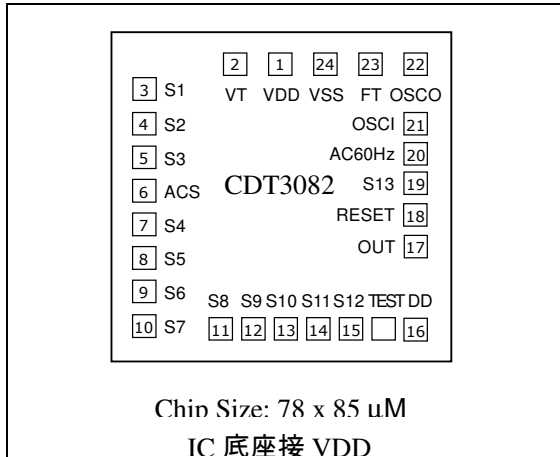 2 1 24 23 22
VT VDD VSS FT OSCO
3 S1
OSCI 21
4 S2
AC60Hz 20
5 S3
S13 19
6 ACS
CDT3082
RESET 18
7 S4
OUT 17
8 S5
9 S6
S8 S9 S10 S11 S12 TEST DD
10 S7
11 12 13 14 15 16
Chip Size: 78 x 85 μM
IC 底座接 VDD